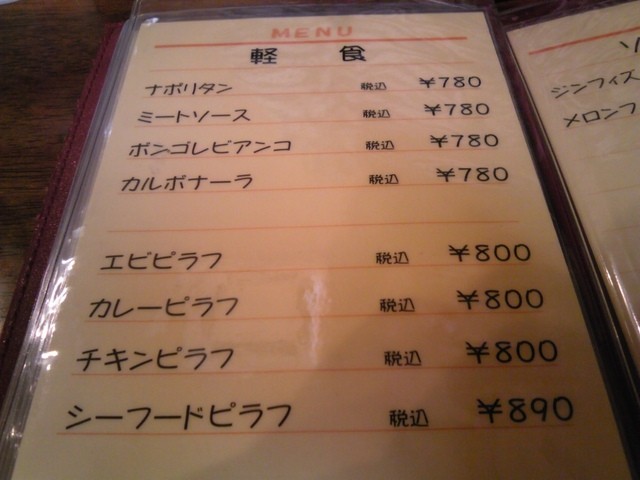 MENU
軽 食
ナポリタン 税込 ¥780
ミートソース 税込 ¥780
ボンゴレビアンコ 税込 ¥780
カルボナーラ 税込 ¥780
エビピラフ 税込 ¥800
カレーピラフ 税込 ¥800
チキンピラフ 税込 ¥800
シーフードピラフ 税込 ¥890
ジンフィズ
メロンフ